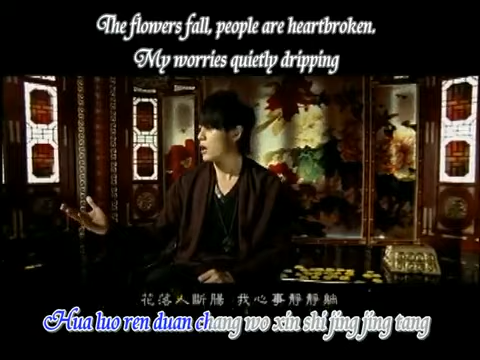 The flowers fall, people are heartbroken.
My worries quietly dripping
花落人斷腸 我心事靜靜躺
Hua luo ren duan chang wo xin shi jing jing tang